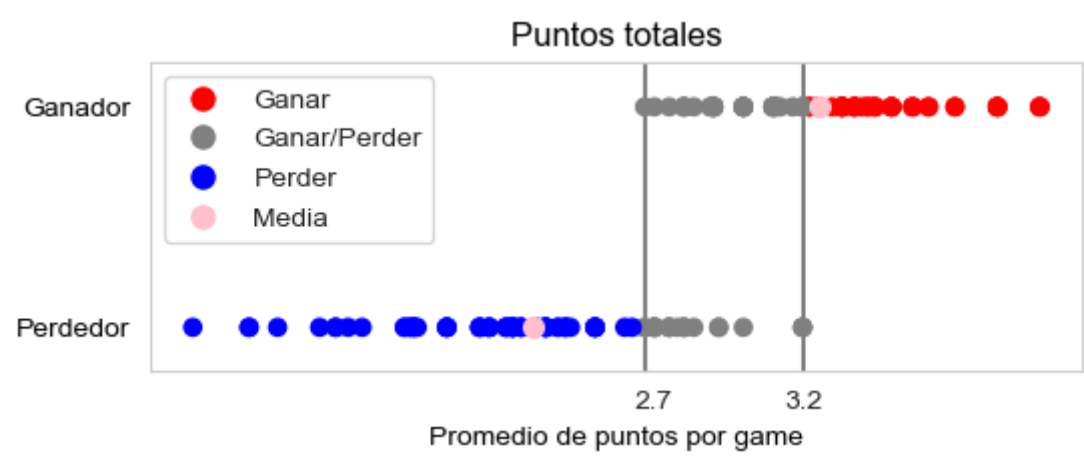 Puntos totales
Ganador
Ganar
Ganar/Perder
Perder
Media
Perdedor
2.7
3.2
Promedio de puntos por game